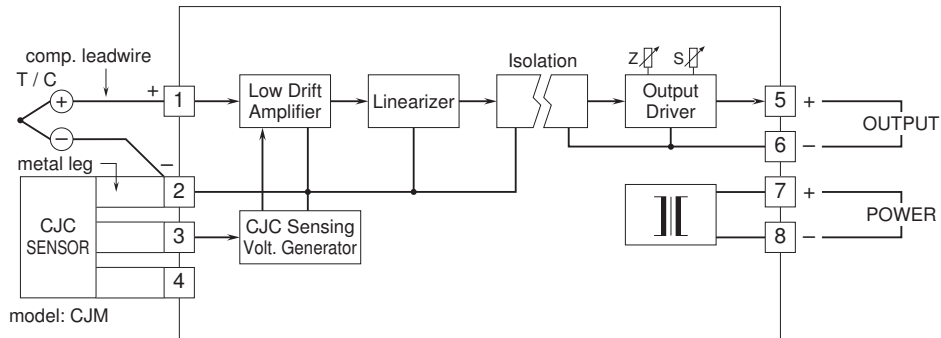 comp. leadwire
T / C
+
–
+
–
metal leg
CJC
SENSOR
model: CJM
1
2
3
4
Low Drift
Amplifier
Linearizer
Isolation
Z
S
Output
Driver
CJC Sensing
Volt. Generator
5
6
7
8
+
–
OUTPUT
+
–
POWER